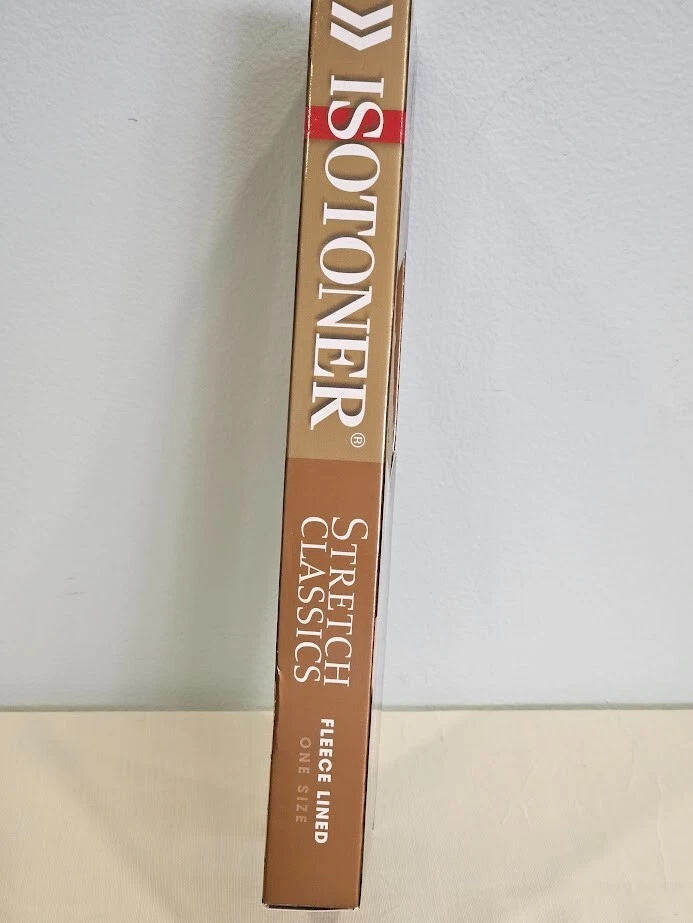 ISOTONER®
STRETCH
CLASSICS
FLEECE LINED
ONE SIZE